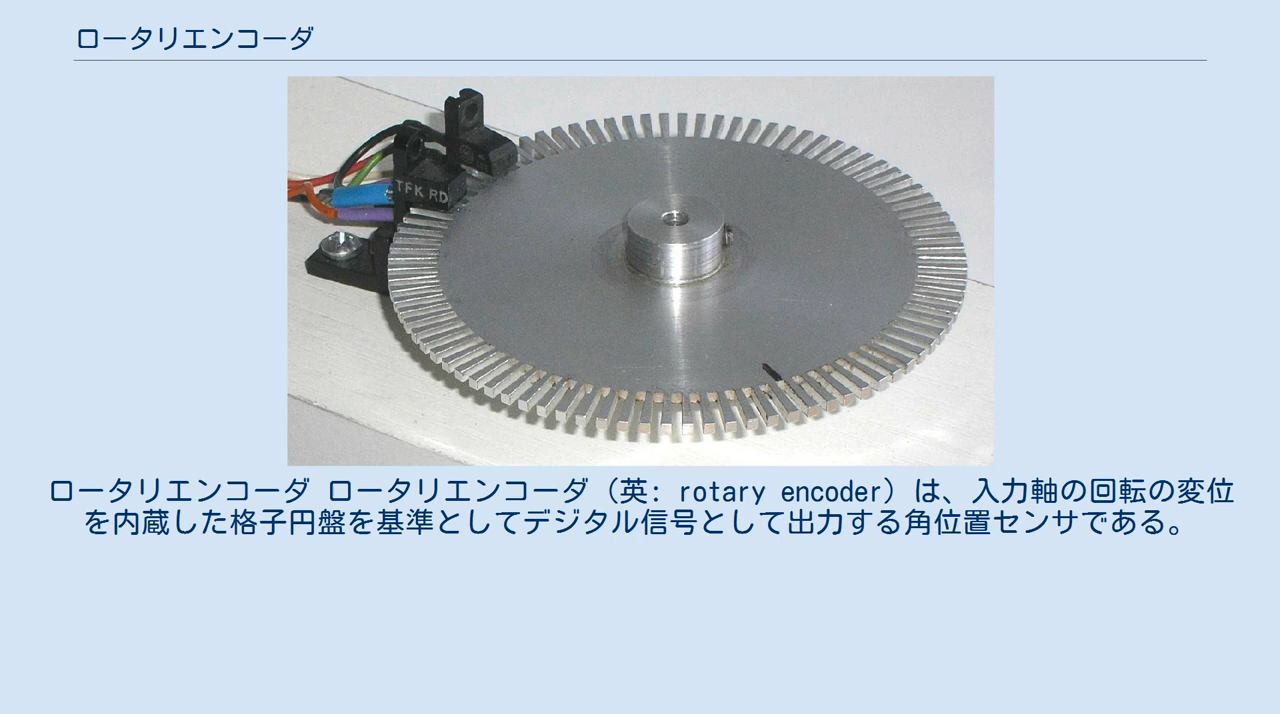 ロータリエンコーダ
TFK RD
ロータリエンコーダ ロータリエンコーダ（英: rotary encoder）は、入力軸の回転の変位
を内蔵した格子円盤を基準としてデジタル信号として出力する角位置センサである。